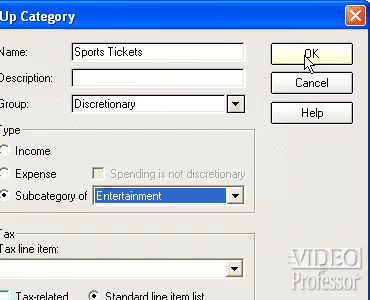 Up Category
Name: Sports Tickets OK
Description: Cancel
Group: Discretionary Help
Type
Income
Expense Spending is not discretionary
Subcategory of Entertainment
Tax
Tax line item:
Tax-related Standard line item list
VIDEO
Professor